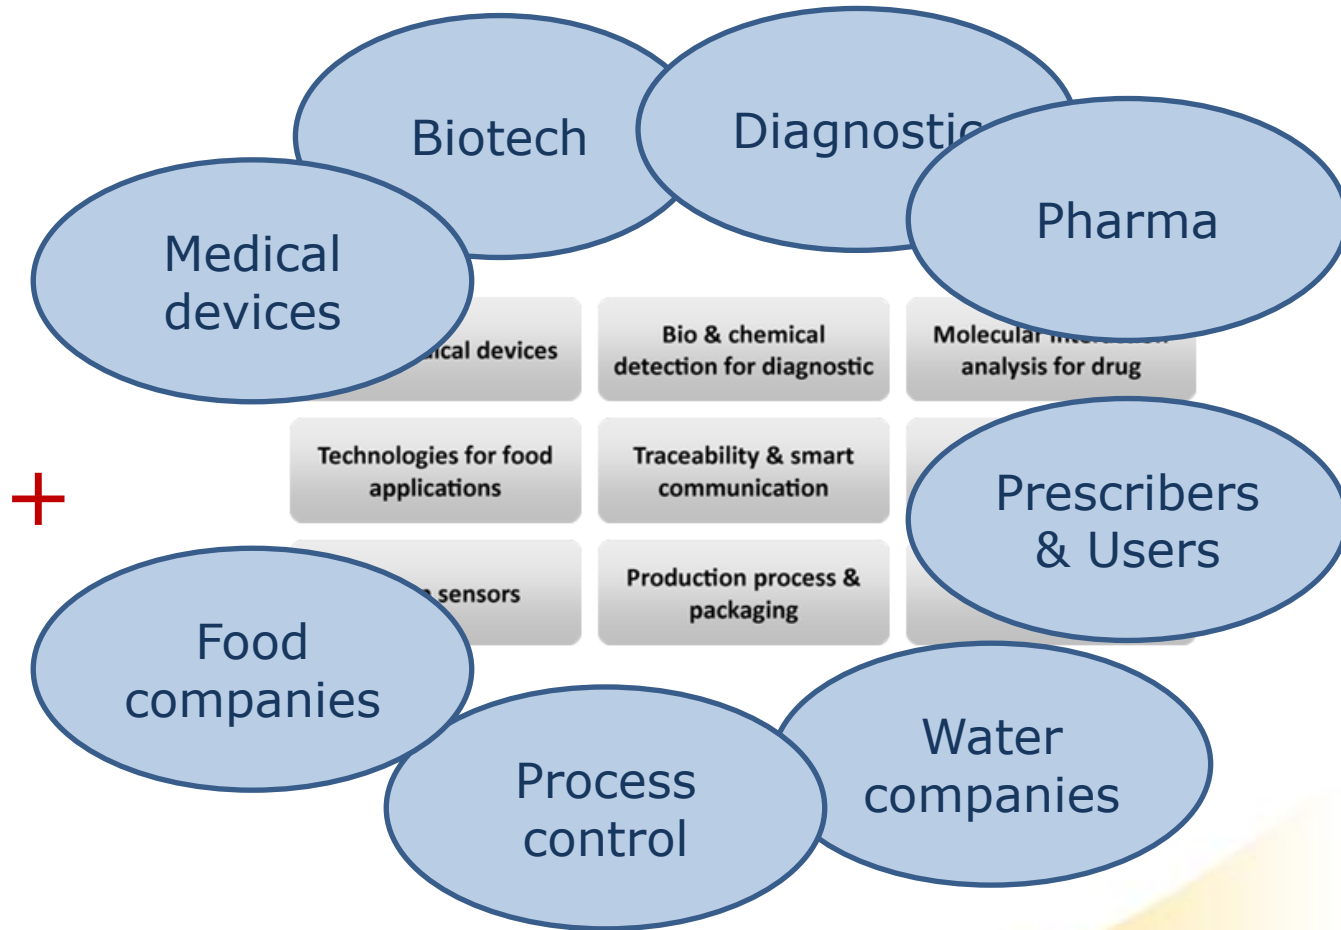 Biotech
Diagnostic
Pharma
Medical
devices
devices
Bio & chemical
detection for diagnostic
Molecular
analysis for drug
Technologies for food
applications
Traceability & smart
communication
Prescribers
& Users
+
sensors
Production process &
packaging
Food
companies
Process
control
Water
companies